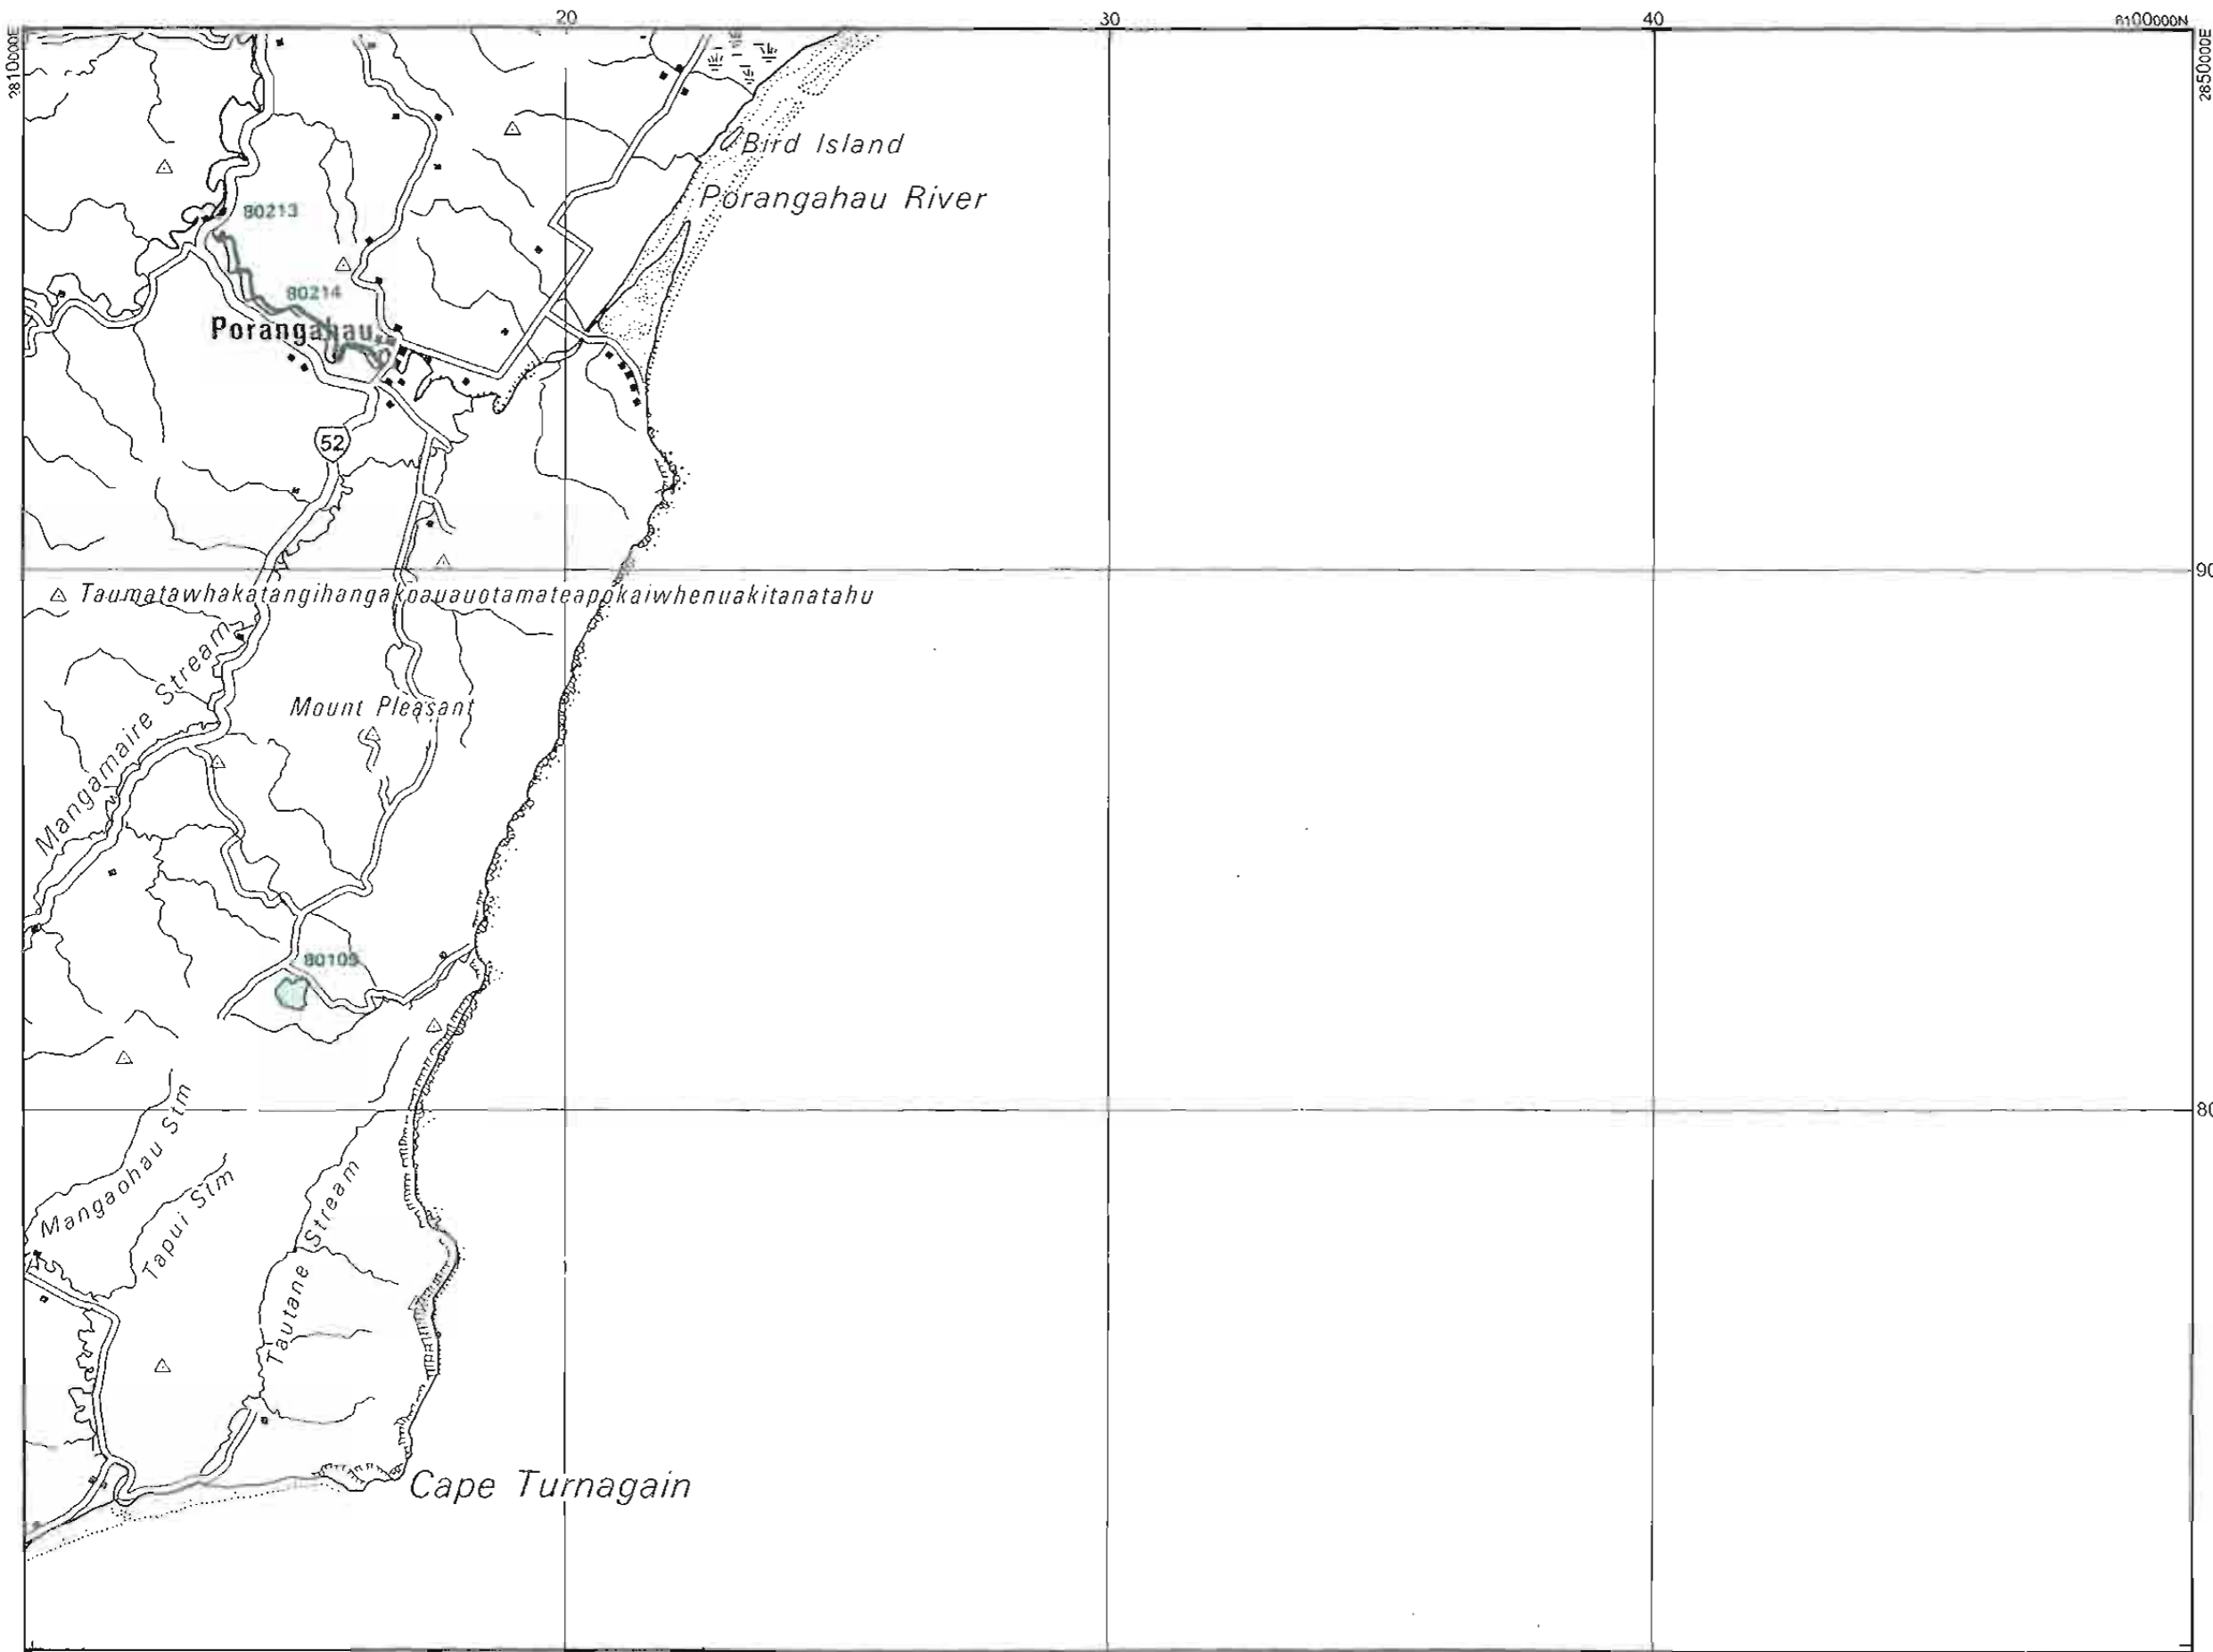 20
30
40
6100000N
2810000E
2850000E
Bird Island
Porangahau River
80213
80214
Porangahau
52
90
Taumatawhakatangihangakoauauotamateapokaiwhenuakitanatahu
Mangamaire Stream
Mount Pleasant
80109
80
Mangaohau Stm
Tapui Stm
Tautane Stream
Cape Turnagain